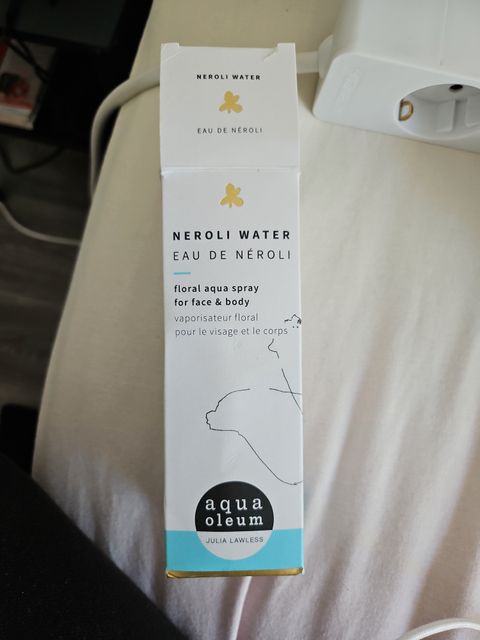 NEROLI WATER
EAU DE NÉROLI
NEROLI WATER
EAU DE NÉROLI
floral aqua spray
for face & body
vaporisateur floral
pour le visage et le corps
aqua
oleum
JULIA LAWLESS